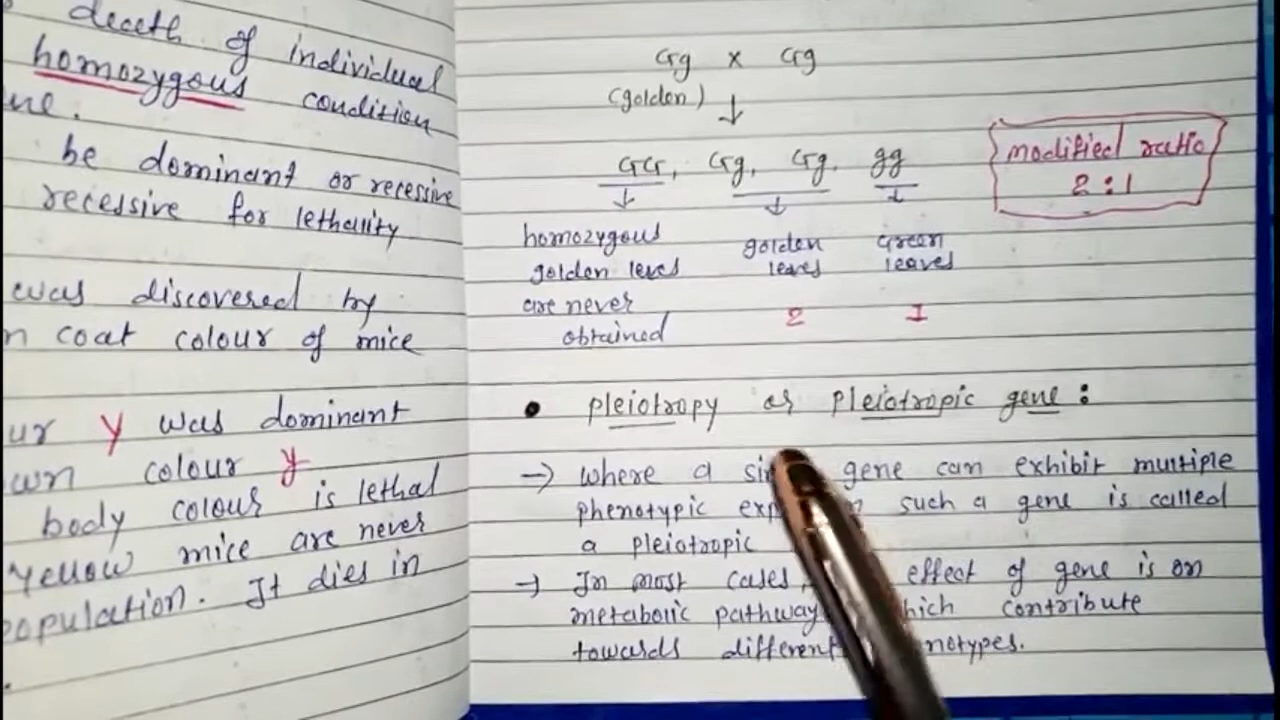 death of individual
homozygous condition
be dominant or recessive
recessive for lethality
was discovered by
coat colour of mice
y was dominant
colour y
body colour is lethal
yellow mice are never
population. It dies in
Gg x Gg
(golden)
GG, Gg, Gg. gg
modified ratio
2:1
homozygous
golden leves
are never
obtained
golden
leves
2
Green
leaves
1
• pleiotropy or pleiotropic gene :
→ where a gene can exhibit multiple
phenotypic such a gene is called
a pleiotropic
→ In most cases, effect of gene is on
metabolic pathway contribute
towards different